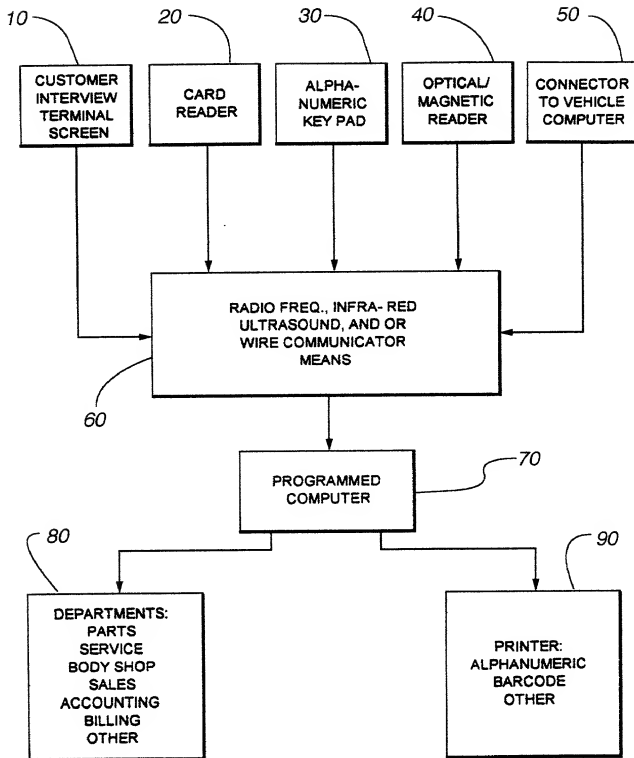 10
20
30
40
50
CUSTOMER
INTERVIEW
TERMINAL
SCREEN
CARD
READER
ALPHA-
NUMERIC
KEY PAD
OPTICAL/
MAGNETIC
READER
CONNECTOR
TO VEHICLE
COMPUTER
RADIO FREQ., INFRA- RED
ULTRASOUND, AND OR
WIRE COMMUNICATOR
MEANS
60
PROGRAMMED
COMPUTER
70
80
DEPARTMENTS:
PARTS
SERVICE
BODY SHOP
SALES
ACCOUNTING
BILLING
OTHER
90
PRINTER:
ALPHANUMERIC
BARCODE
OTHER